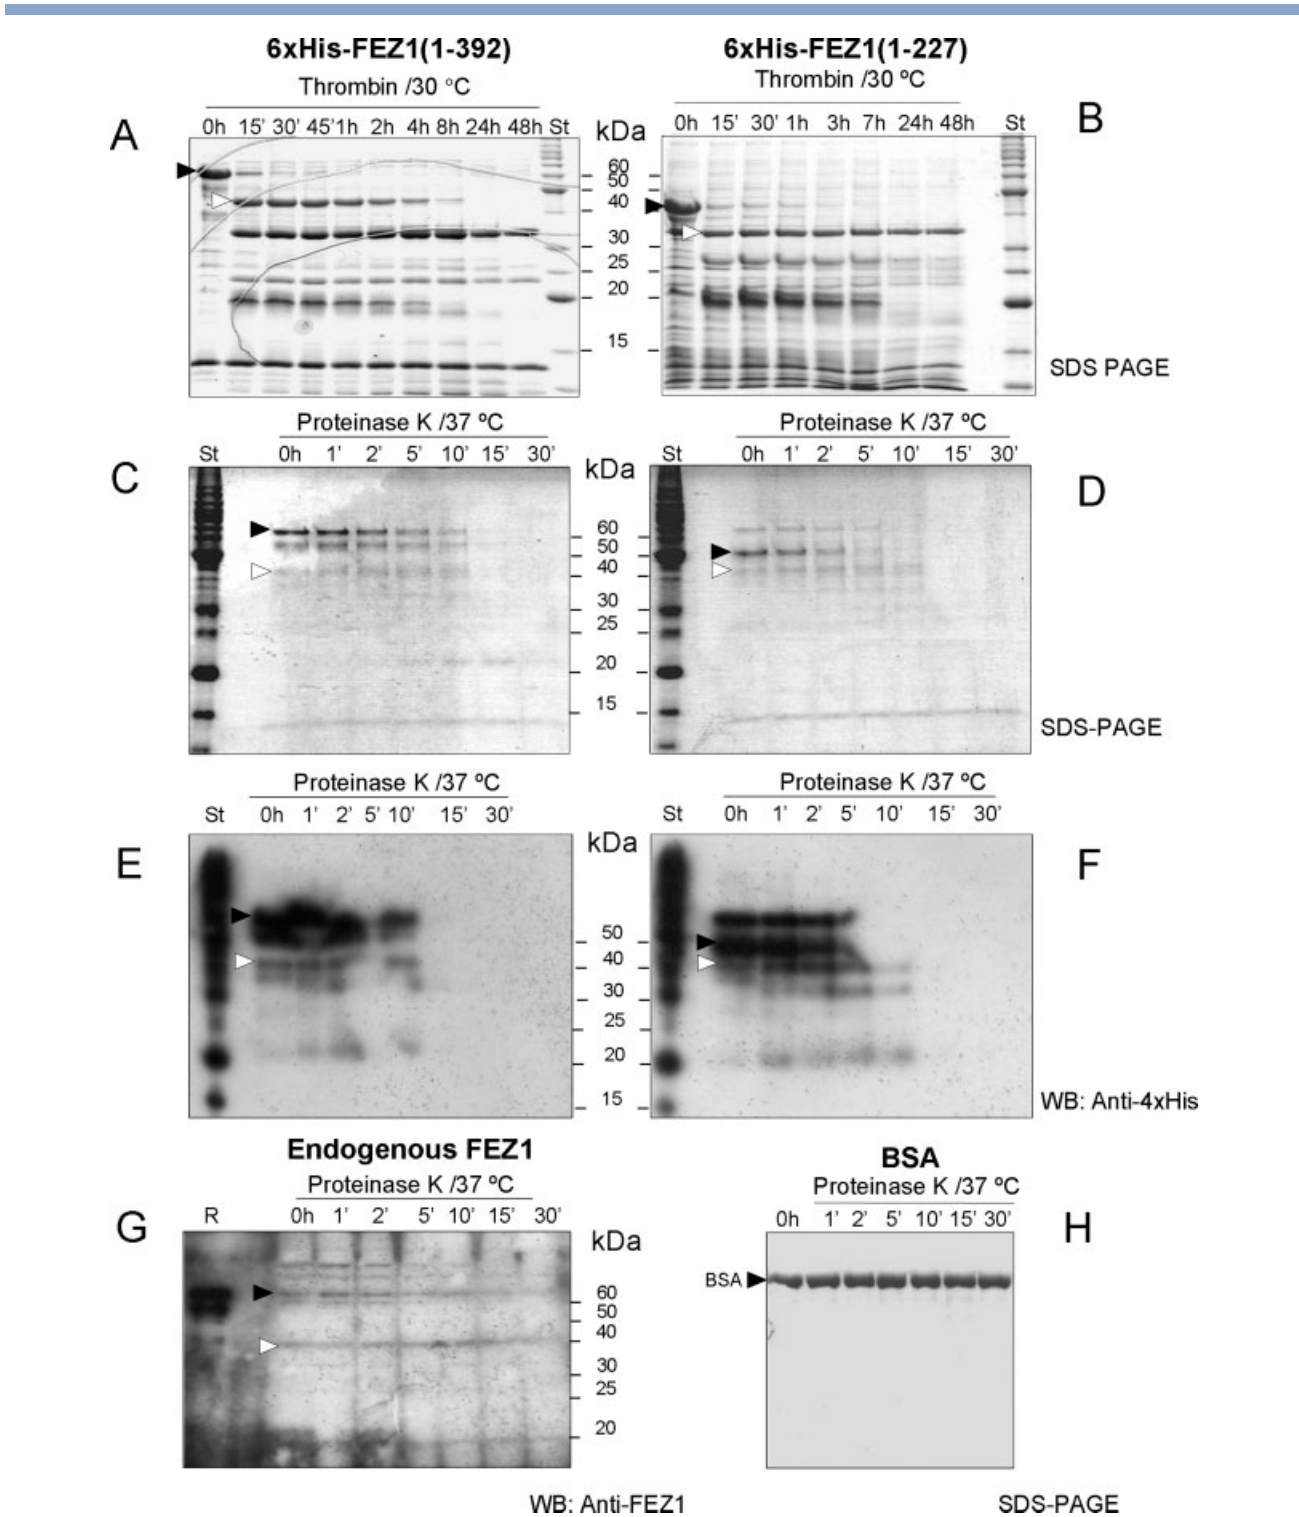 6xHis-FEZ1(1-392)
Thrombin /30 °C
A
0h 15' 30' 45' 1h 2h 4h 8h 24h 48h St
kDa
60
50
40
30
25
20
15
6xHis-FEZ1(1-227)
Thrombin /30 ºC
B
0h 15' 30' 1h 3h 7h 24h 48h St
SDS PAGE
Proteinase K /37 ºC
C
St 0h 1' 2' 5' 10' 15' 30'
kDa
60
50
40
30
25
20
15
Proteinase K /37 ºC
D
St 0h 1' 2' 5' 10' 15' 30'
SDS-PAGE
Proteinase K /37 ºC
E
St 0h 1' 2' 5' 10' 15' 30'
kDa
50
40
30
25
20
15
Proteinase K /37 ºC
F
St 0h 1' 2' 5' 10' 15' 30'
WB: Anti-4xHis
Endogenous FEZ1
Proteinase K /37 ºC
G
R 0h 1' 2' 5' 10' 15' 30'
kDa
60
50
40
30
25
20
WB: Anti-FEZ1
BSA
Proteinase K /37 ºC
H
0h 1' 2' 5' 10' 15' 30'
BSA
SDS-PAGE